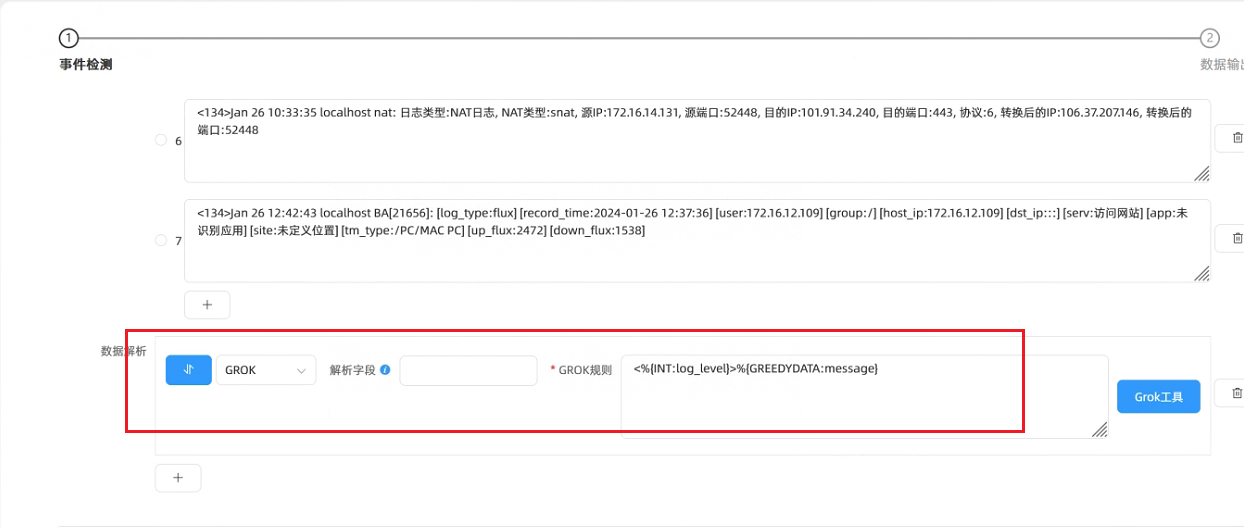 1
2
事件检测
数据输出
<134>Jan 26 10:33:35 localhost nat: 日志类型:NAT日志, NAT类型:snat, 源IP:172.16.14.131, 源端口:52448, 目的IP:101.91.34.240, 目的端口:443, 协议:6, 转换后的IP:106.37.207.146, 转换后的
端口:52448
6
<134>Jan 26 12:42:43 localhost BA[21656]: [log_type:flux] [record_time:2024-01-26 12:37:36] [user:172.16.12.109] [group:/] [host_ip:172.16.12.109] [dst_ip:::] [serv:访问网站] [app:未
识别应用] [site:未定义位置] [tm_type:/PC/MAC PC] [up_flux:2472] [down_flux:1538]
7
+
数据解析
GROK
解析字段
* GROK规则
<%{INT:log_level}>%{GREEDYDATA:message}
Grok工具
+